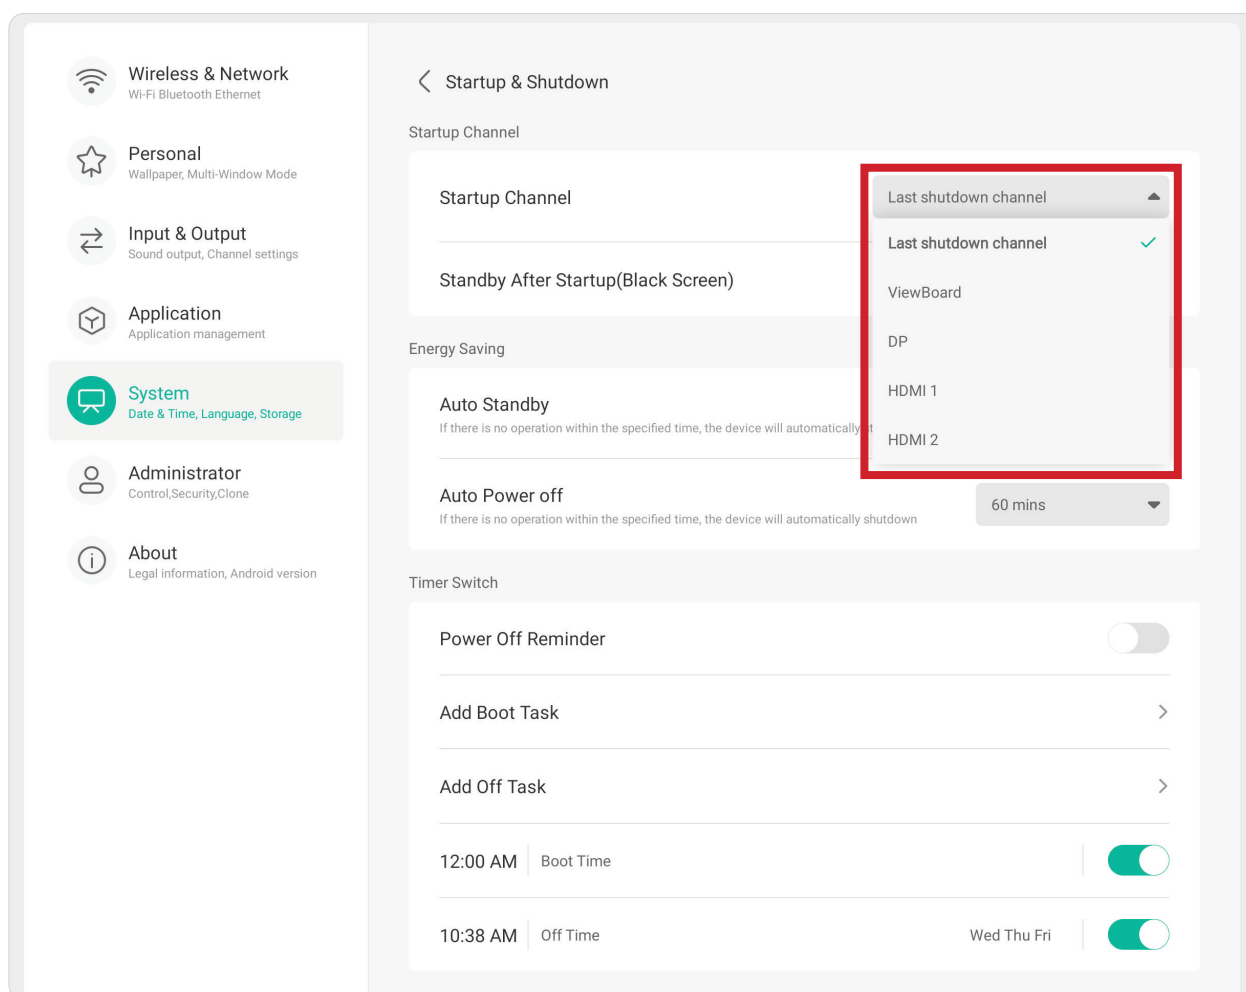 Wireless & Network
Wi-Fi Bluetooth Ethernet
Personal
Wallpaper, Multi-Window Mode
Input & Output
Sound output, Channel settings
Application
Application management
System
Date & Time, Language, Storage
Administrator
Control,Security,Clone
About
Legal information, Android version
Startup & Shutdown
Startup Channel
Startup Channel
Last shutdown channel
Last shutdown channel
ViewBoard
DP
HDMI 1
HDMI 2
Standby After Startup(Black Screen)
Energy Saving
Auto Standby
If there is no operation within the specified time, the device will automatically
Auto Power off
If there is no operation within the specified time, the device will automatically shutdown
60 mins
Timer Switch
Power Off Reminder
Add Boot Task
Add Off Task
12:00 AM Boot Time
10:38 AM Off Time Wed Thu Fri